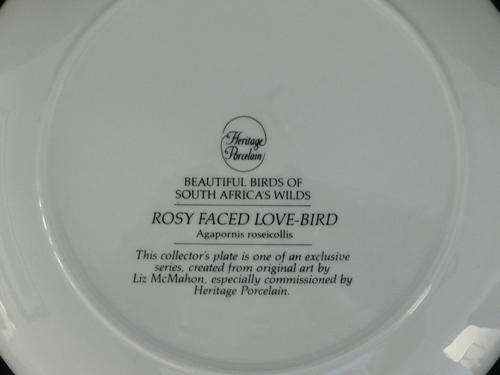 Heritage
Porcelain
BEAUTIFUL BIRDS OF
SOUTH AFRICA'S WILDS
ROSY FACED LOVE-BIRD
Agapornis roseicollis
This collector's plate is one of an exclusive
series, created from original art by
Liz McMahon, especially commissioned by
Heritage Porcelain.